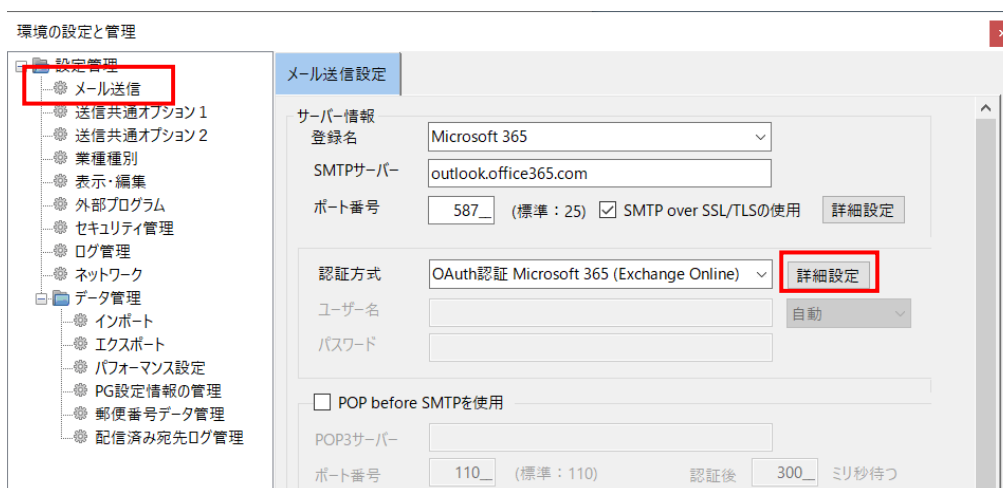 環境の設定と管理
設定管理
メール送信
送信共通オプション1
送信共通オプション2
業種種別
表示・編集
外部プログラム
セキュリティ管理
ログ管理
ネットワーク
データ管理
インポート
エクスポート
パフォーマンス設定
PG設定情報の管理
郵便番号データ管理
配信済み宛先ログ管理
メール送信設定
サーバー情報
登録名 Microsoft 365
SMTPサーバー outlook.office365.com
ポート番号 587__ (標準：25) SMTP over SSL/TLSの使用 詳細設定
認証方式 OAuth認証 Microsoft 365 (Exchange Online) 詳細設定
ユーザー名 自動
パスワード
POP before SMTPを使用
POP3サーバー
ポート番号 110__ (標準：110) 認証後 300__ ミリ秒待つ